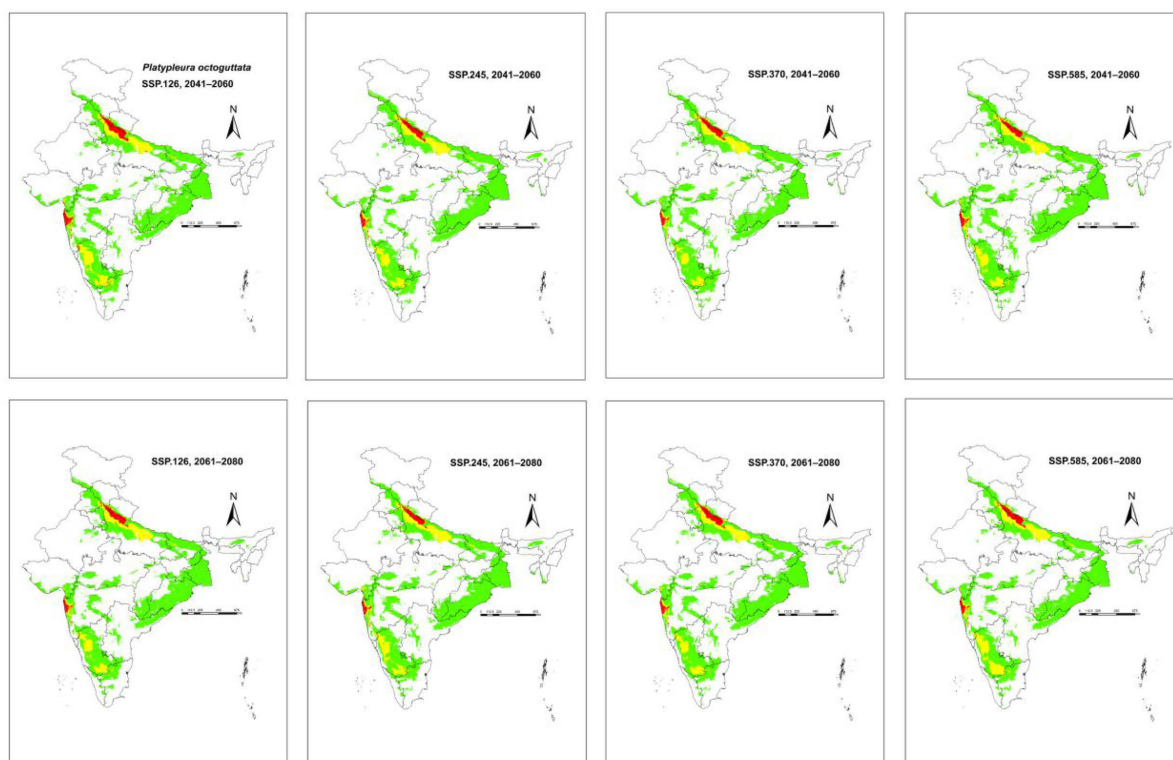 Platypleura octoguttata
SSP.126, 2041–2060
N
SSP.245, 2041–2060
N
SSP.370, 2041–2060
N
SSP.585, 2041–2060
N
SSP.126, 2061–2080
N
SSP.245, 2061–2080
N
SSP.370, 2061–2080
N
SSP.585, 2061–2080
N